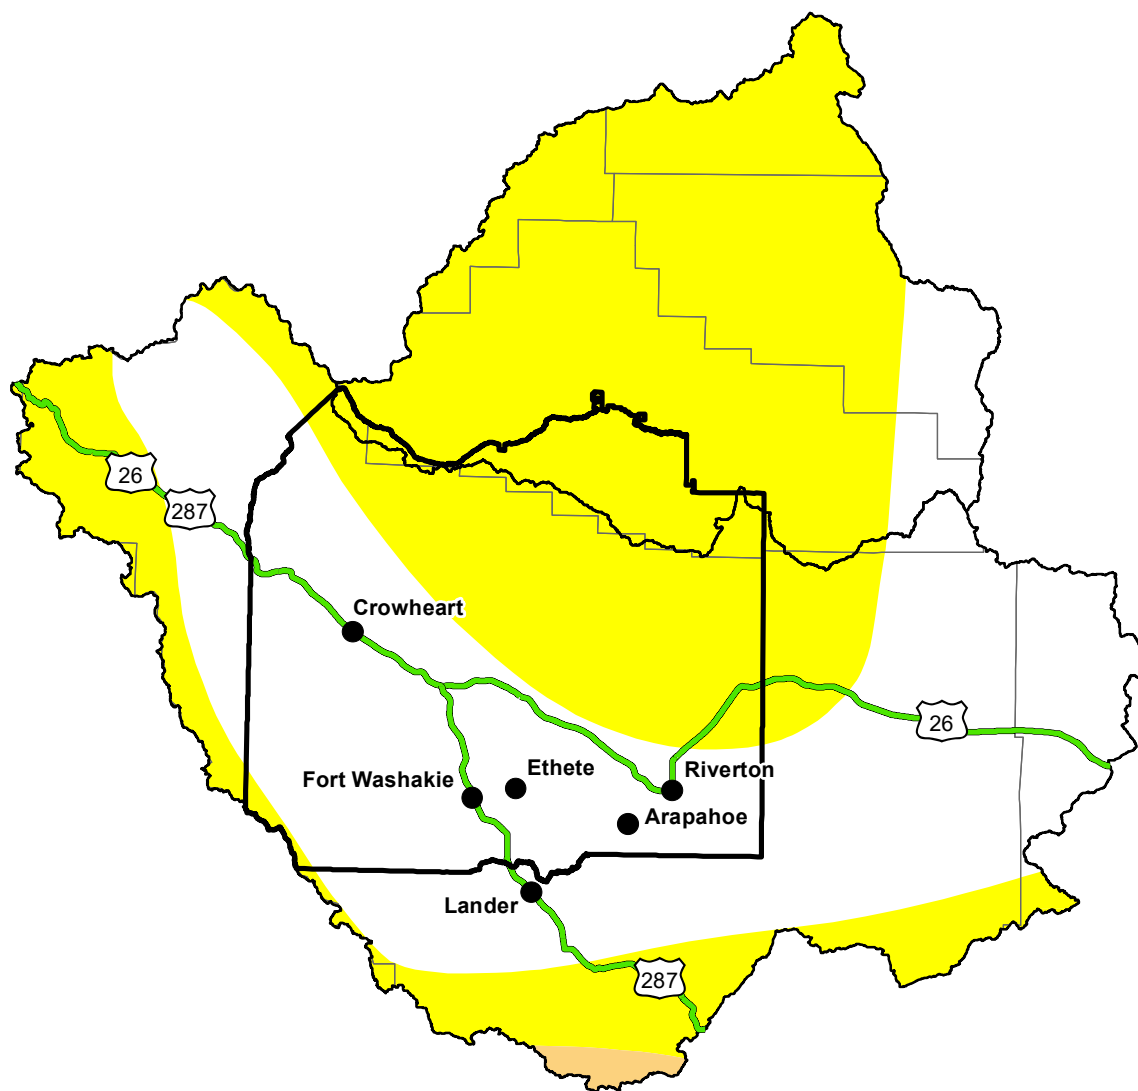 26
287
Crowheart
26
Ethete
Riverton
Fort Washakie
Arapahoe
Lander
287